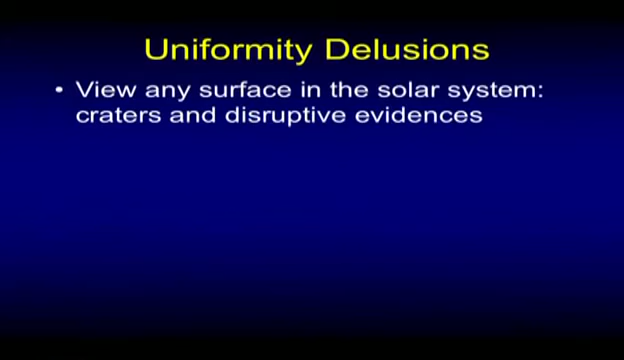 Uniformity Delusions
• View any surface in the solar system:
craters and disruptive evidences